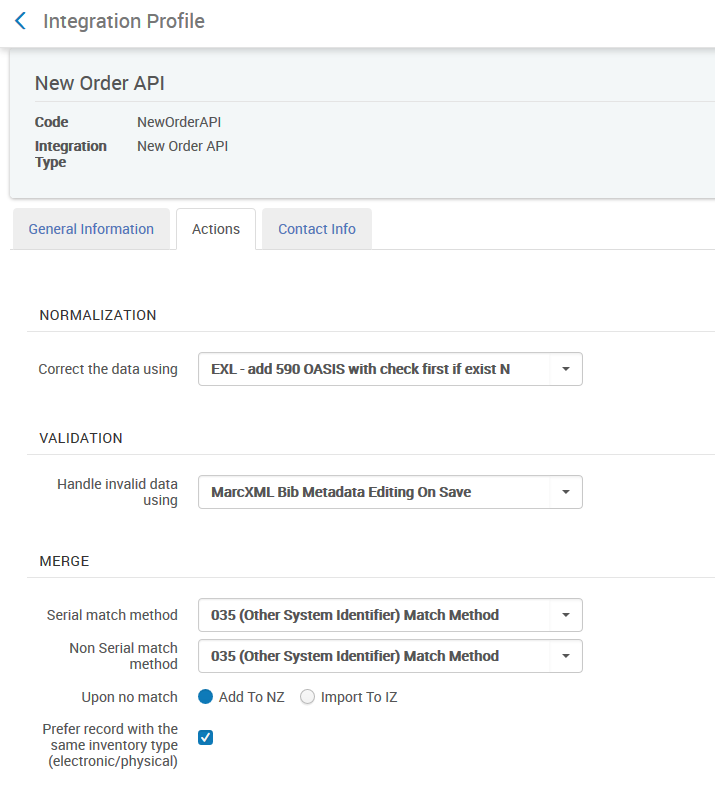 Integration Profile
New Order API
Code NewOrderAPI
Integration New Order API
Type
General Information Actions Contact Info
NORMALIZATION
Correct the data using EXL - add 590 OASIS with check first if exist N
VALIDATION
Handle invalid data
using
MarcXML Bib Metadata Editing On Save
MERGE
Serial match method 035 (Other System Identifier) Match Method
Non Serial match
method
035 (Other System Identifier) Match Method
Upon no match Add To NZ Import To IZ
Prefer record with the
same inventory type
(electronic/physical)